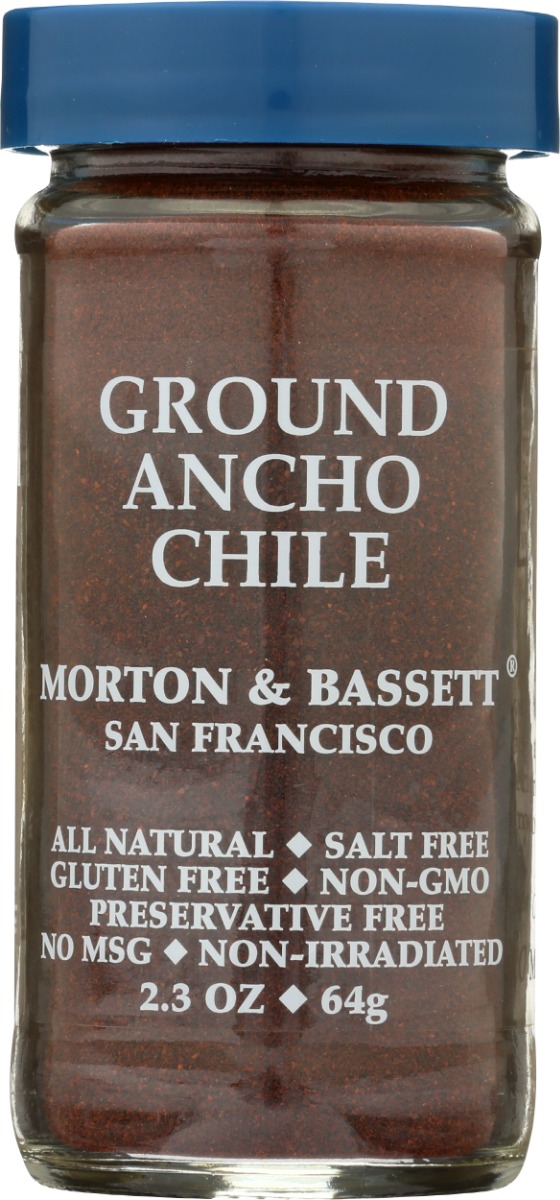 GROUND
ANCHO
CHILE
MORTON & BASSETT®
SAN FRANCISCO
ALL NATURAL ◆ SALT FREE
GLUTEN FREE ◆ NON-GMO
PRESERVATIVE FREE
NO MSG ◆ NON-IRRADIATED
2.3 OZ ◆ 64g